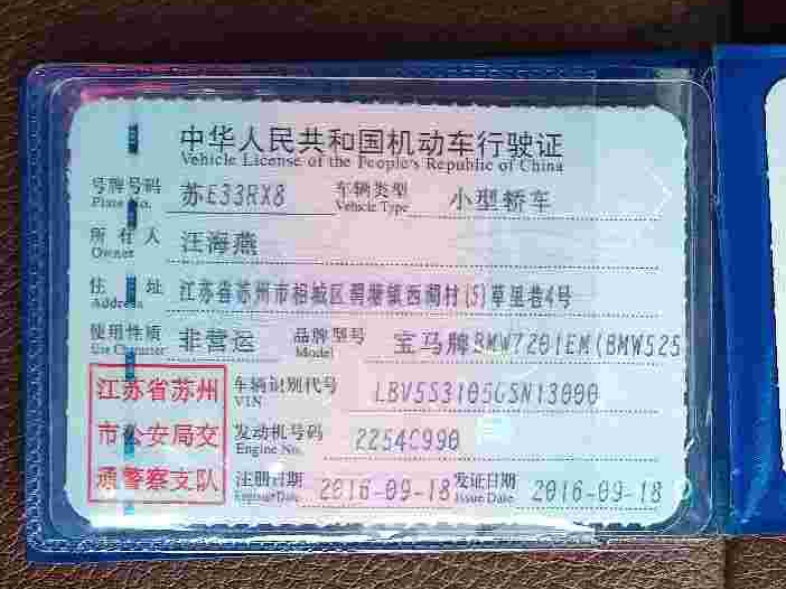 中华人民共和国机动车行驶证
Vehicle License of the People's Republic of China
号牌号码 苏E33RX8 车辆类型 小型轿车
Plate No. Vehicle Type
所有人 汪海燕
Owner
住址 江苏省苏州市相城区渭塘镇西湖村(5)草里巷4号
Address
使用性质 非营运 品牌型号 宝马牌BMW7201EM(BMW525
Use Character Model
江苏省苏州 车辆识别代号 LBV5S3105GSN13090
VIN
市公安局交 发动机号码 2254C990
Engine No.
通警察支队 注册日期 2016-09-18 发证日期 2016-09-18
Register Date Issue Date